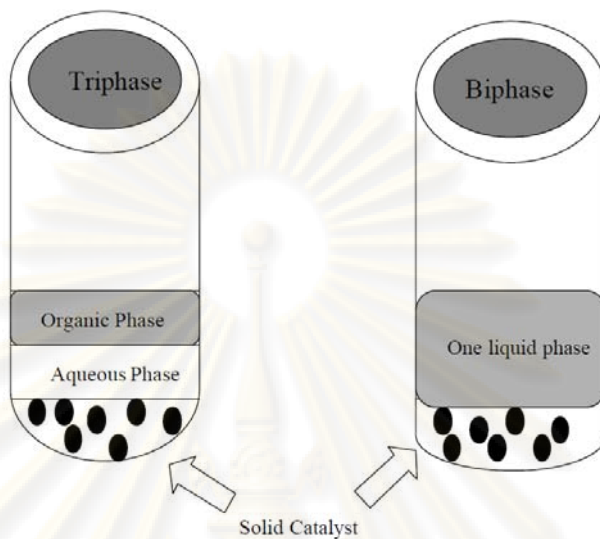 Triphase
Biphase
Organic Phase
Aqueous Phase
One liquid phase
Solid Catalyst